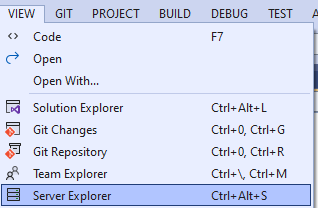 VIEW GIT PROJECT BUILD DEBUG TEST
Code F7
Open
Open With...
Solution Explorer Ctrl+Alt+L
Git Changes Ctrl+0, Ctrl+G
Git Repository Ctrl+0, Ctrl+R
Team Explorer Ctrl+\, Ctrl+M
Server Explorer Ctrl+Alt+S